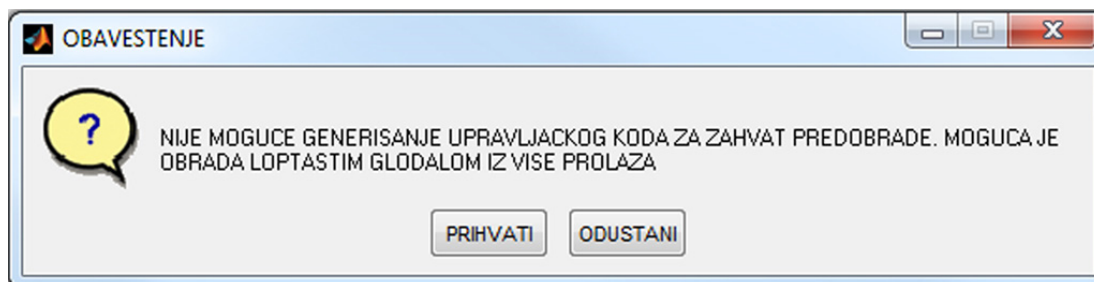 OBAVESTENJE
?
NIJE MOGUCE GENERISANJE UPRAVLJACKOG KODA ZA ZAHVAT PREDOBRADE. MOGUCA JE
OBRADA LOPTASTIM GLODALOM IZ VISE PROLAZA
PRIHVATI ODUSTANI